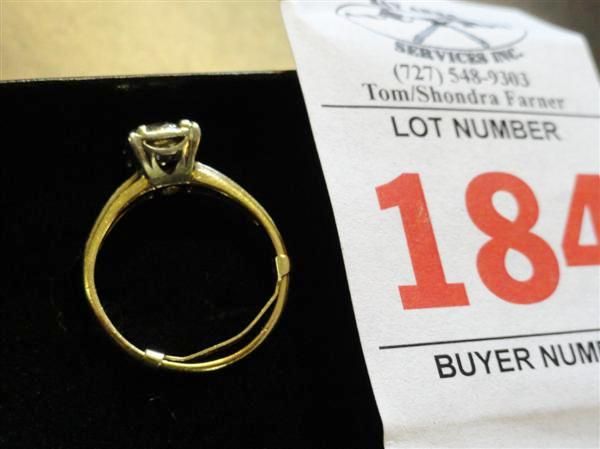 SERVICES INC.
(727) 548-9303
Tom/Shondra Farner
LOT NUMBER
184
BUYER NUM